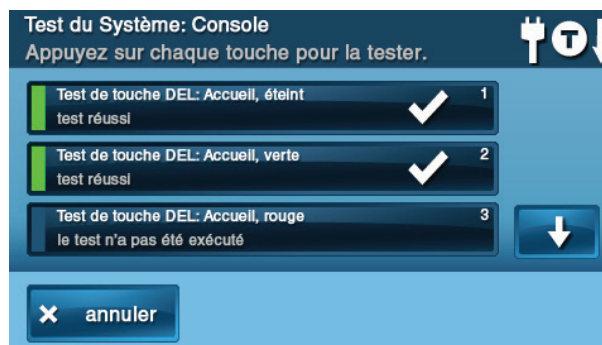 Test du Système: Console
Appuyez sur chaque touche pour la tester.
T
Test de touche DEL: Accueil, éteint
1
test réussi
Test de touche DEL: Accueil, verte
2
test réussi
Test de touche DEL: Accueil, rouge
3
le test n'a pas été exécuté
annuler